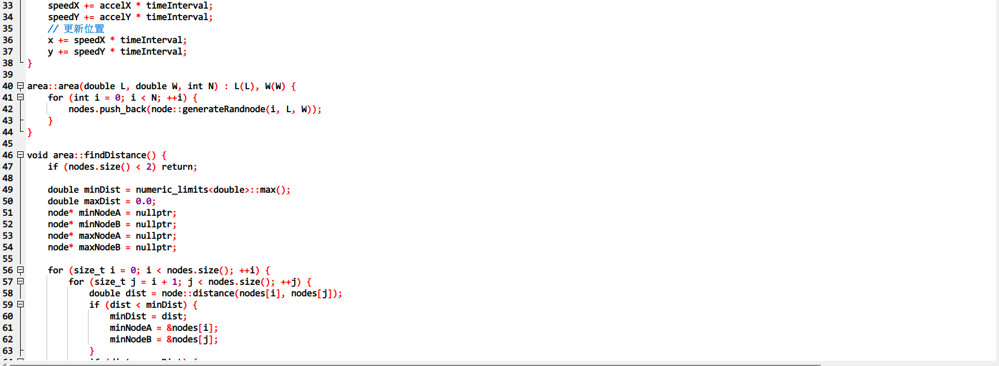 33 speedX += accelX * timeInterval;
34 speedY += accelY * timeInterval;
35 // 更新位置
36 x += speedX * timeInterval;
37 y += speedY * timeInterval;
38 }
39
40 area::area(double L, double W, int N) : L(L), W(W) {
41 for (int i = 0; i < N; ++i) {
42 nodes.push_back(node::generateRandnode(i, L, W));
43 }
44 }
45
46 void area::findDistance() {
47 if (nodes.size() < 2) return;
48
49 double minDist = numeric_limits<double>::max();
50 double maxDist = 0.0;
51 node* minNodeA = nullptr;
52 node* minNodeB = nullptr;
53 node* maxNodeA = nullptr;
54 node* maxNodeB = nullptr;
55
56 for (size_t i = 0; i < nodes.size(); ++i) {
57 for (size_t j = i + 1; j < nodes.size(); ++j) {
58 double dist = node::distance(nodes[i], nodes[j]);
59 if (dist < minDist) {
60 minDist = dist;
61 minNodeA = &nodes[i];
62 minNodeB = &nodes[j];
63 }